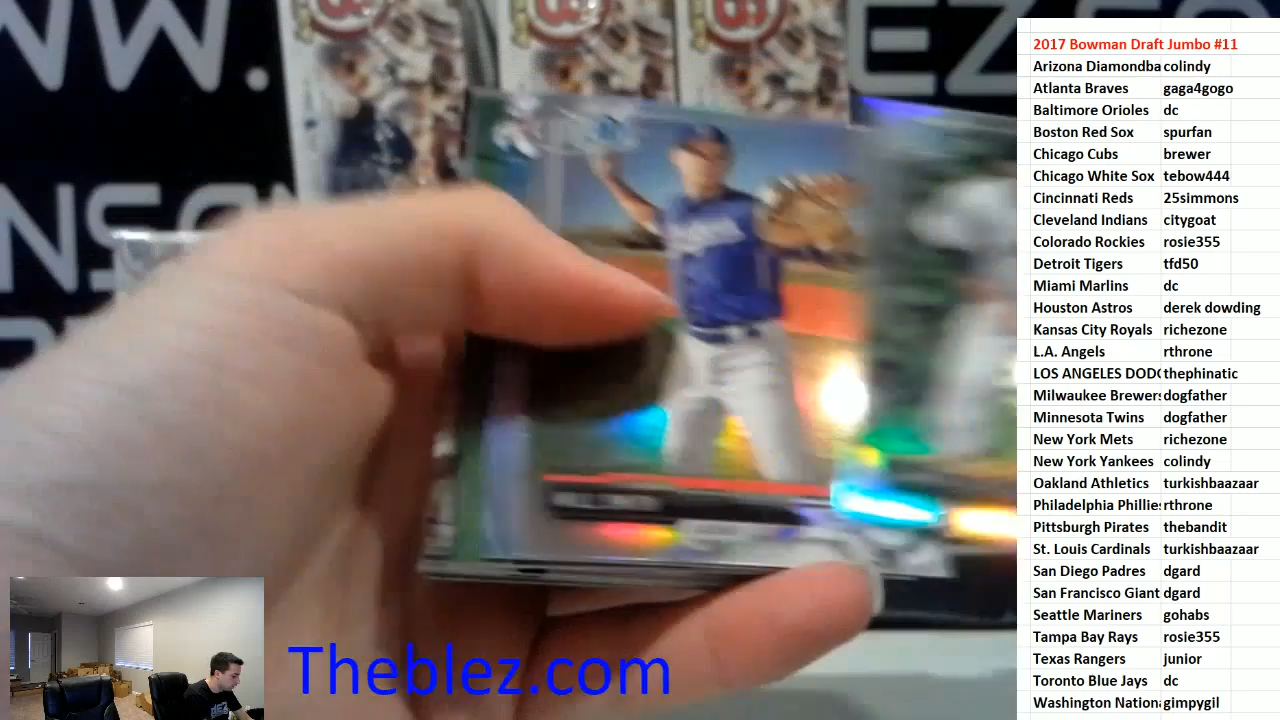 WW.
EZ.CO
NSON
2017 Bowman Draft Jumbo #11
Arizona Diamondba colindy
Atlanta Braves gaga4gogo
Baltimore Orioles dc
Boston Red Sox spurfan
Chicago Cubs brewer
Chicago White Sox tebow444
Cincinnati Reds 25simmons
Cleveland Indians citygoat
Colorado Rockies rosie355
Detroit Tigers tfd50
Miami Marlins dc
Houston Astros derek dowding
Kansas City Royals richezone
L.A. Angels rthrone
LOS ANGELES DODG thephinatic
Milwaukee Brewers dogfather
Minnesota Twins dogfather
New York Mets richezone
New York Yankees colindy
Oakland Athletics turkishbaazaar
Philadelphia Phillies rthrone
Pittsburgh Pirates thebandit
St. Louis Cardinals turkishbaazaar
San Diego Padres dgard
San Francisco Giant dgard
Seattle Mariners gohabs
Tampa Bay Rays rosie355
Texas Rangers junior
Toronto Blue Jays dc
Washington Nationa gimpygil
Theblez.com